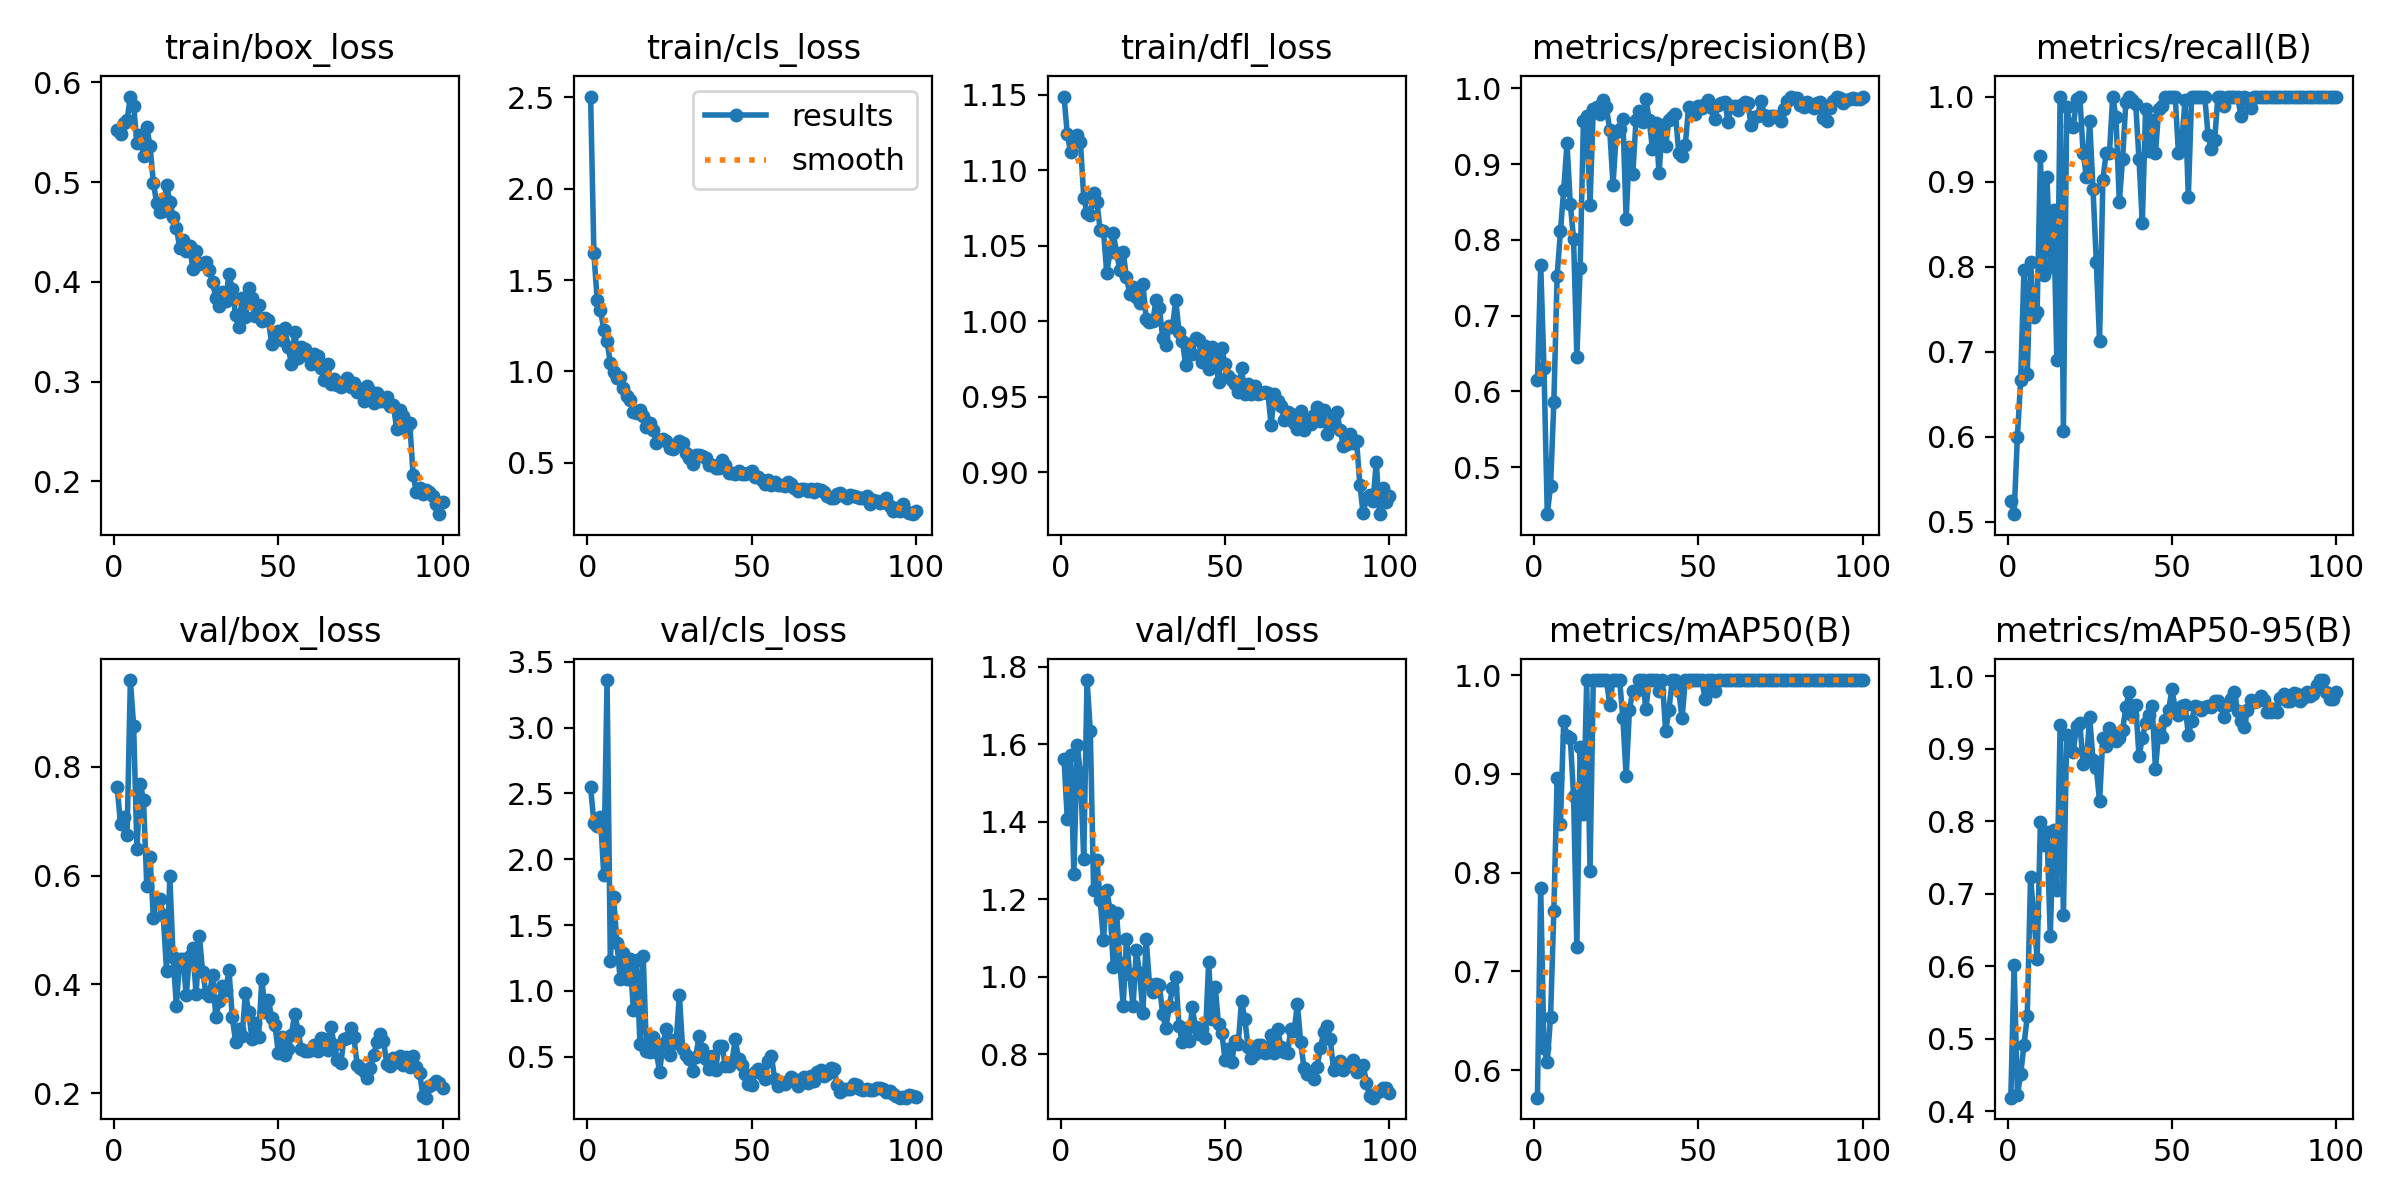 train/box_loss
0.6
0.5
0.4
0.3
0.2
0 50 100
train/cls_loss
2.5
2.0
1.5
1.0
0.5
0 50 100
results
smooth
train/dfl_loss
1.15
1.10
1.05
1.00
0.95
0.90
0 50 100
metrics/precision(B)
1.0
0.9
0.8
0.7
0.6
0.5
0 50 100
metrics/recall(B)
1.0
0.9
0.8
0.7
0.6
0.5
0 50 100
val/box_loss
0.8
0.6
0.4
0.2
0 50 100
val/cls_loss
3.5
3.0
2.5
2.0
1.5
1.0
0.5
0 50 100
val/dfl_loss
1.8
1.6
1.4
1.2
1.0
0.8
0 50 100
metrics/mAP50(B)
1.0
0.9
0.8
0.7
0.6
0 50 100
metrics/mAP50-95(B)
1.0
0.9
0.8
0.7
0.6
0.5
0.4
0 50 100